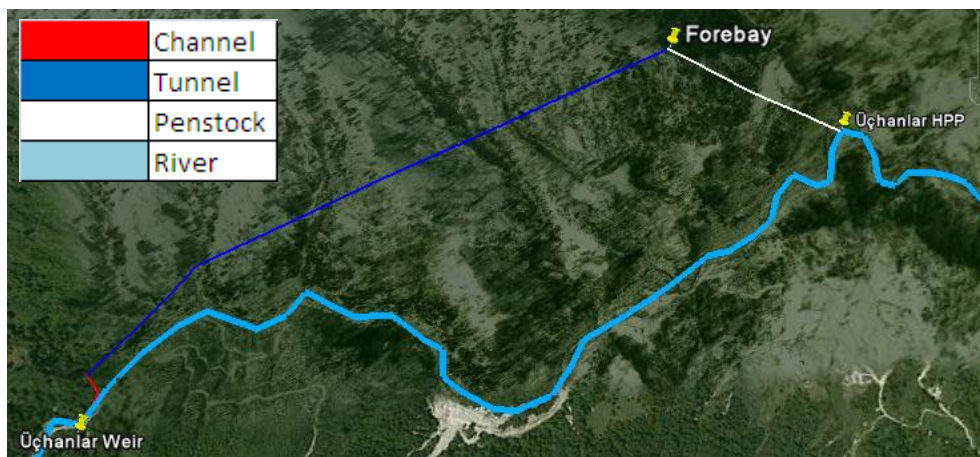 Channel
Tunnel
Penstock
River
Forebay
Üçhanlar HPP
Üçhanlar Weir